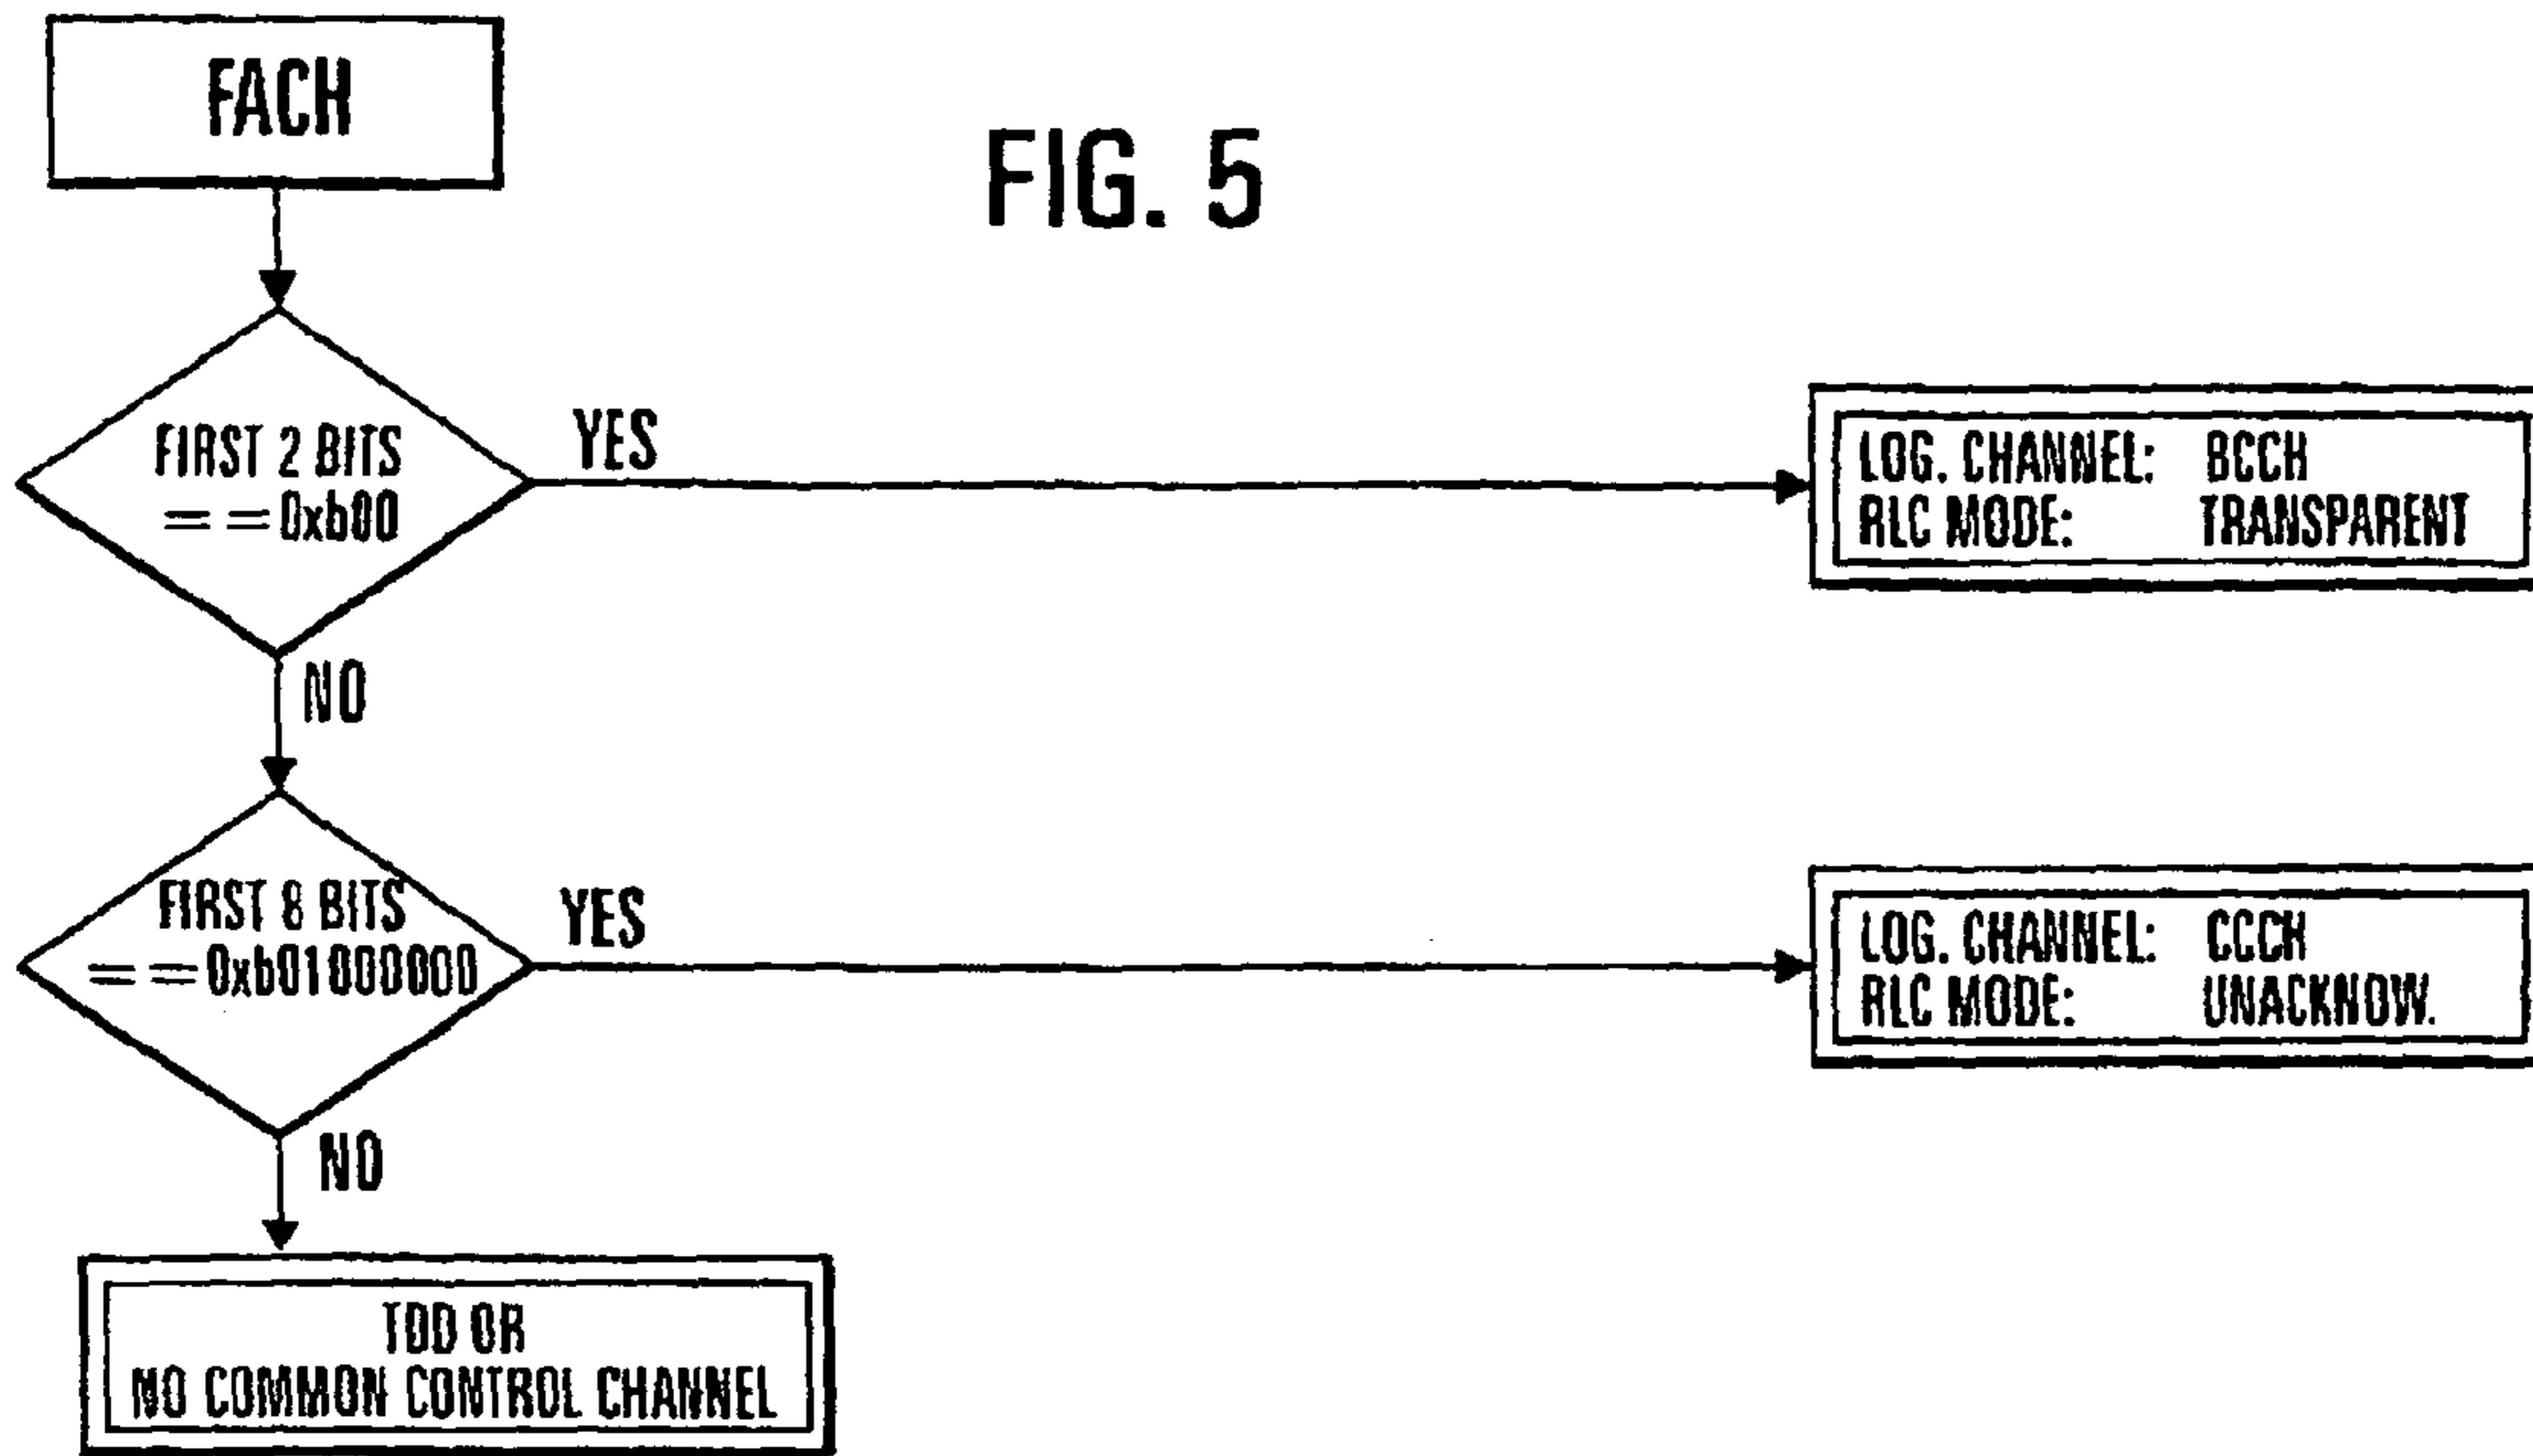 FACH
FIG. 5
FIRST 2 BITS
= =0xb00
YES
LOG. CHANNEL: BCCH
RLC MODE: TRANSPARENT
NO
FIRST 8 BITS
= =0xb01000000
YES
LOG. CHANNEL: CCCH
RLC MODE: UNACKNOW.
NO
TDD OR
NO COMMON CONTROL CHANNEL